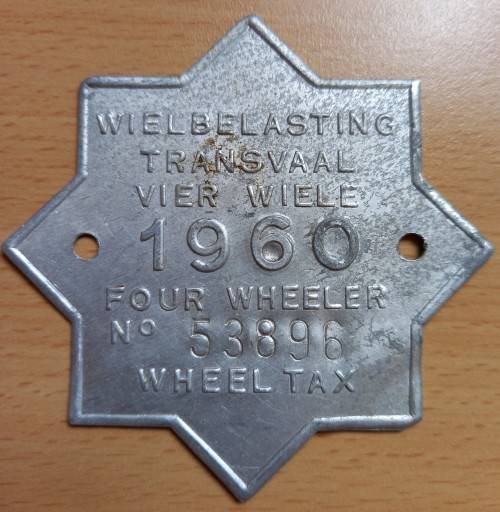 WIELBELASTING
TRANSVAAL
VIER WIELE
1960
FOUR WHEELER
Nº 53896
WHEEL TAX